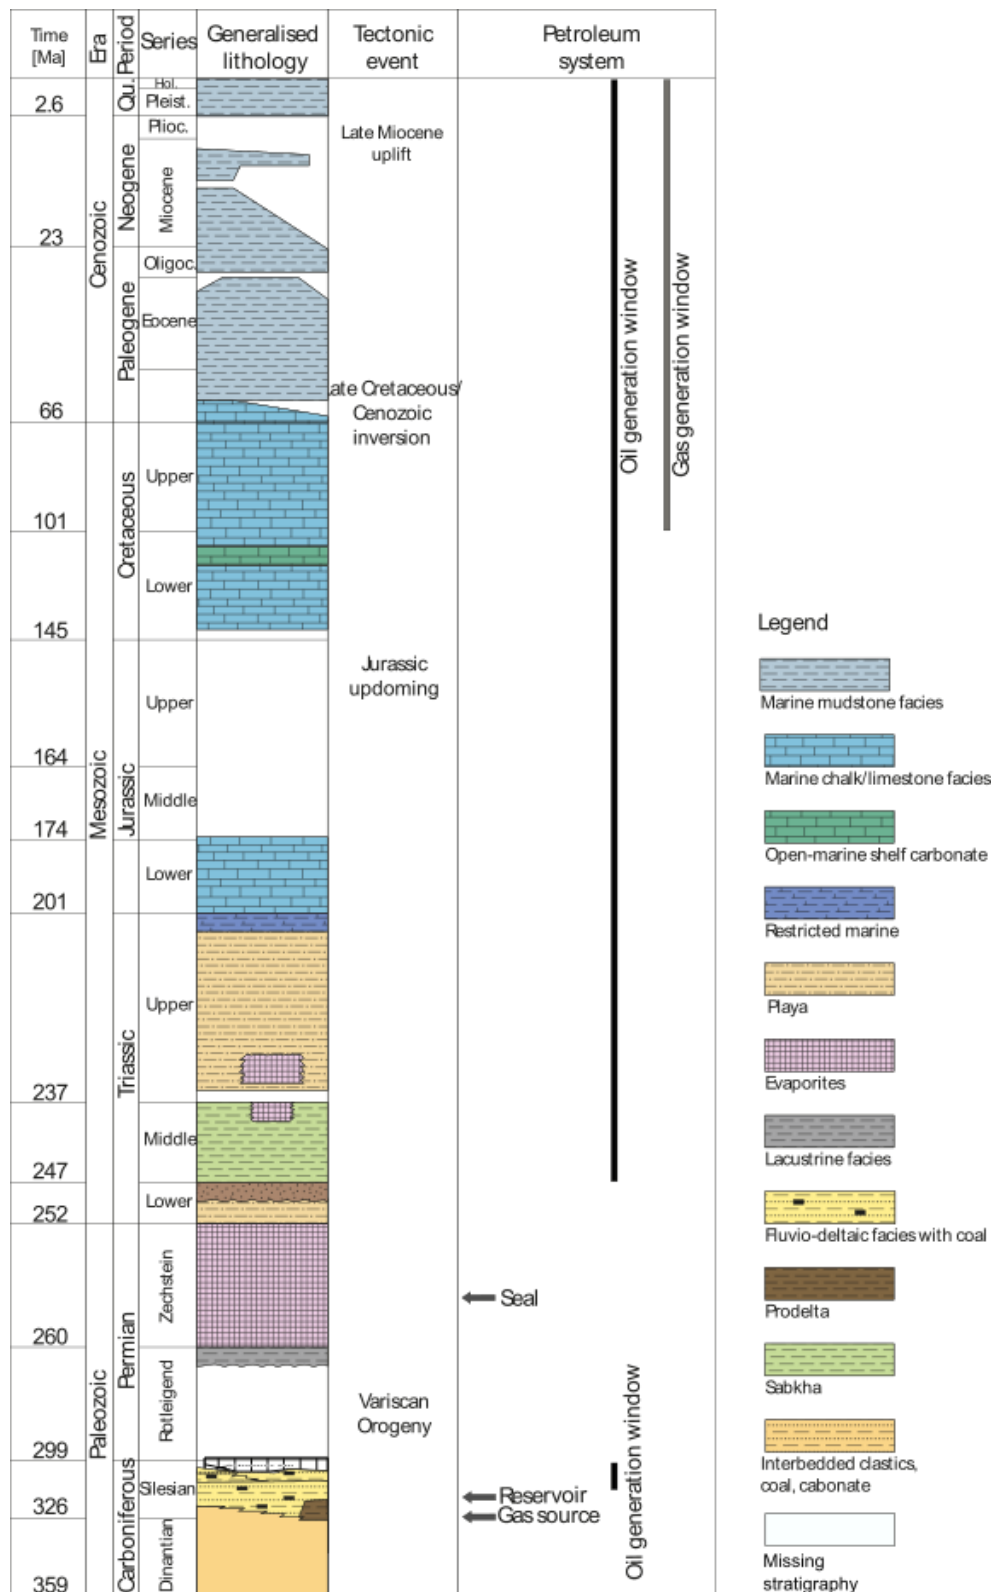 Time
[Ma]
Era
Period
Series
Generalised
lithology
Tectonic
event
Petroleum
system
2.6
23
66
101
145
164
174
201
237
247
252
260
299
326
359
Cenozoic
Mesozoic
Paleozoic
Qu.
Neogene
Paleogene
Cretaceous
Jurassic
Triassic
Permian
Carboniferous
Hol.
Pleist.
Plioc.
Miocene
Oligoc.
Eocene
Upper
Lower
Upper
Middle
Lower
Upper
Middle
Lower
Zechstein
Rotleigend
Silesian
Dinantian
Late Miocene
uplift
ate Cretaceous/
Cenozoic
inversion
Jurassic
updoming
Variscan
Orogeny
Oil generation window
Gas generation window
Seal
Oil generation window
Reservoir
Gas source
Legend
Marine mudstone facies
Marine chalk/limestone facies
Open-marine shelf carbonate
Restricted marine
Playa
Evaporites
Lacustrine facies
Fluvio-deltaic facies with coal
Prodelta
Sabkha
Interbedded clastics,
coal, cabonate
Missing
stratigraphy